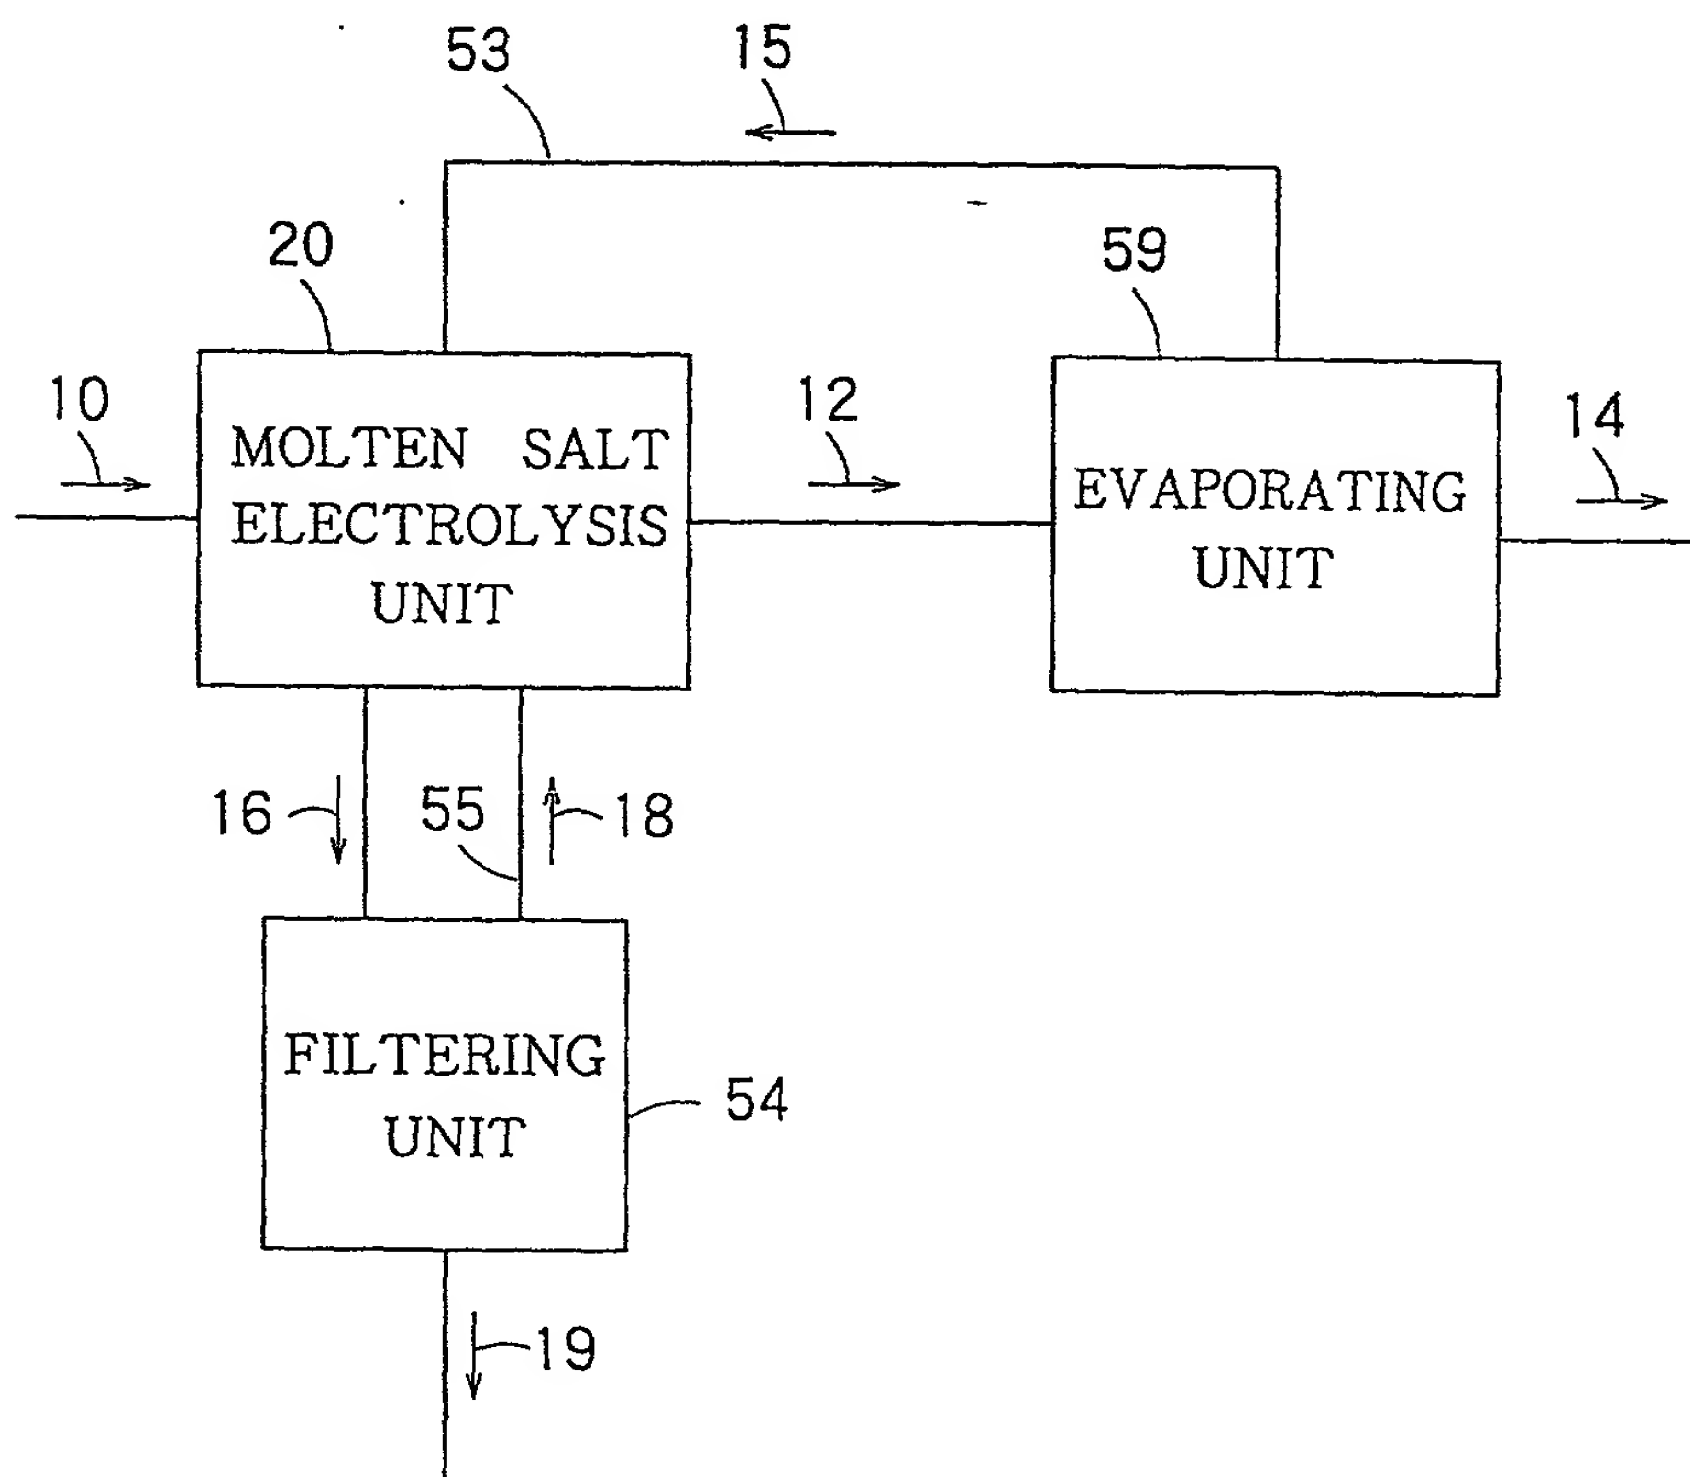 53
15
20
59
10
12
14
MOLTEN SALT
ELECTROLYSIS
UNIT
EVAPORATING
UNIT
16
55
18
FILTERING
UNIT
54
19